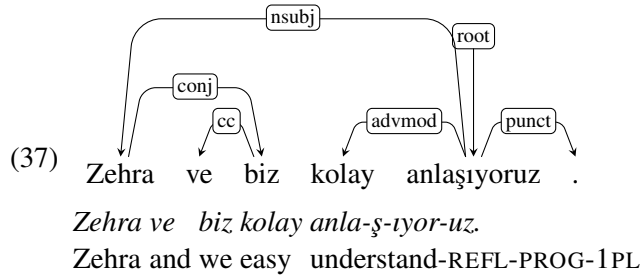 nsubj
root
conj
cc
advmod
punct
(37) Zehra ve biz kolay anlaşıyoruz .
Zehra ve biz kolay anla-ş-ıyor-uz.
Zehra and we easy understand-REFL-PROG-1PL